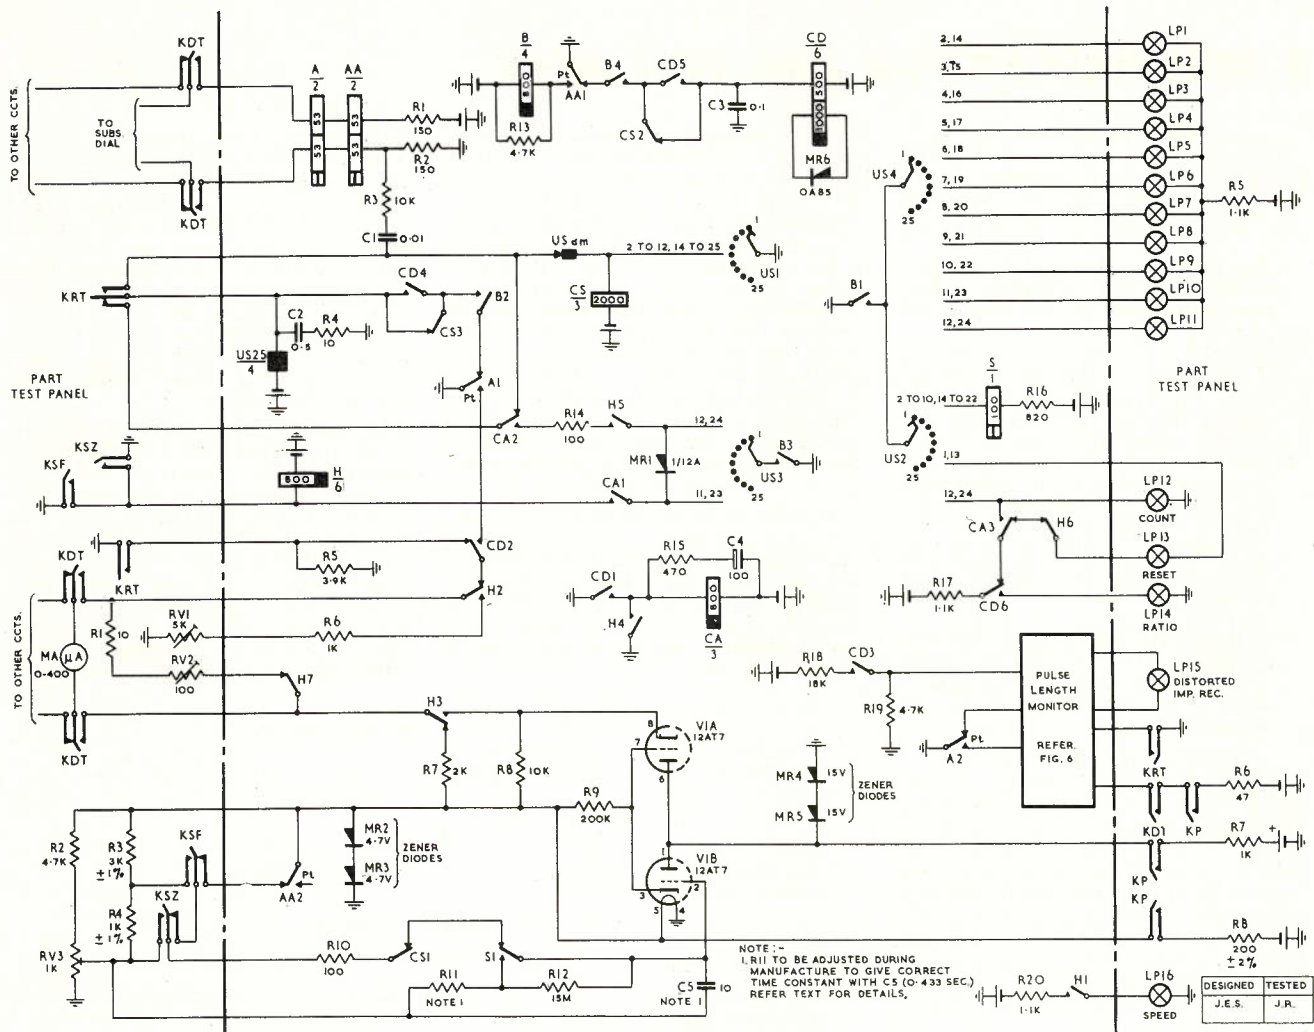 KDT
TO OTHER CCTS.
TO
SUBS.
DIAL
KDT
A
2
AA
2
53
53
53
53
R1
150
R2
150
R3
10K
C1
0·01
B
4
800
R13
4·7K
Pt
AA1
B4
CD5
CS2
C3
0·1
CD
6
500
1000
MR6
OA85
2,14
3,15
4,16
5,17
6,18
7,19
8,20
9,21
10,22
11,23
12,24
LP1
LP2
LP3
LP4
LP5
LP6
LP7
LP8
LP9
LP10
LP11
R5
1·1K
US4
1
25
US dm
2 TO 12, 14 TO 25
1
US1
25
CS
3
2000
B1
KRT
CD4
B2
CS3
C2
0·5
R4
10
US25
4
A1
Pt
PART
TEST PANEL
PART
TEST PANEL
S
1
R16
820
2 TO 10, 14 TO 22
1
US2
25
1,13
12,24
LP12
COUNT
CA3
H6
LP13
RESET
R17
1·1K
CD6
LP14
RATIO
CA2
R14
100
H5
12,24
MR1
1/12A
1
B3
US3
25
CA1
11,23
KSZ
KSF
800
H
6
KDT
KRT
R5
3·9K
CD2
H2
R15
470
C4
100
CD1
H4
800
CA
3
TO OTHER CCTS.
MA
μA
0-400
R1
10
RV1
5K
R6
1K
RV2
100
H7
KDT
H3
R7
2K
R8
10K
V1A
12AT7
8
7
6
R18
18K
CD3
R19
4·7K
A2
Pt
PULSE
LENGTH
MONITOR
REFER.
FIG. 6
LP15
DISTORTED
IMP. REC.
KRT
KDT
KP
R6
47
R7
1K
+
KP
KP
R8
200
±2%
MR4
15V
MR5
15V
ZENER
DIODES
R9
200K
V1B
12AT7
1
2
3
5
4
R2
4·7K
R3
3K
±1%
KSF
R4
1K
±1%
KSZ
RV3
1K
Pt
AA2
MR2
4·7V
MR3
4·7V
ZENER
DIODES
R10
100
CS1
S1
R11
NOTE 1
R12
15M
C5
10
NOTE 1
NOTE:-
1. R11 TO BE ADJUSTED DURING
MANUFACTURE TO GIVE CORRECT
TIME CONSTANT WITH C5 (0·433 SEC.)
REFER TEXT FOR DETAILS.
R20
1·1K
H1
LP16
SPEED
DESIGNED TESTED
J.E.S. J.R.